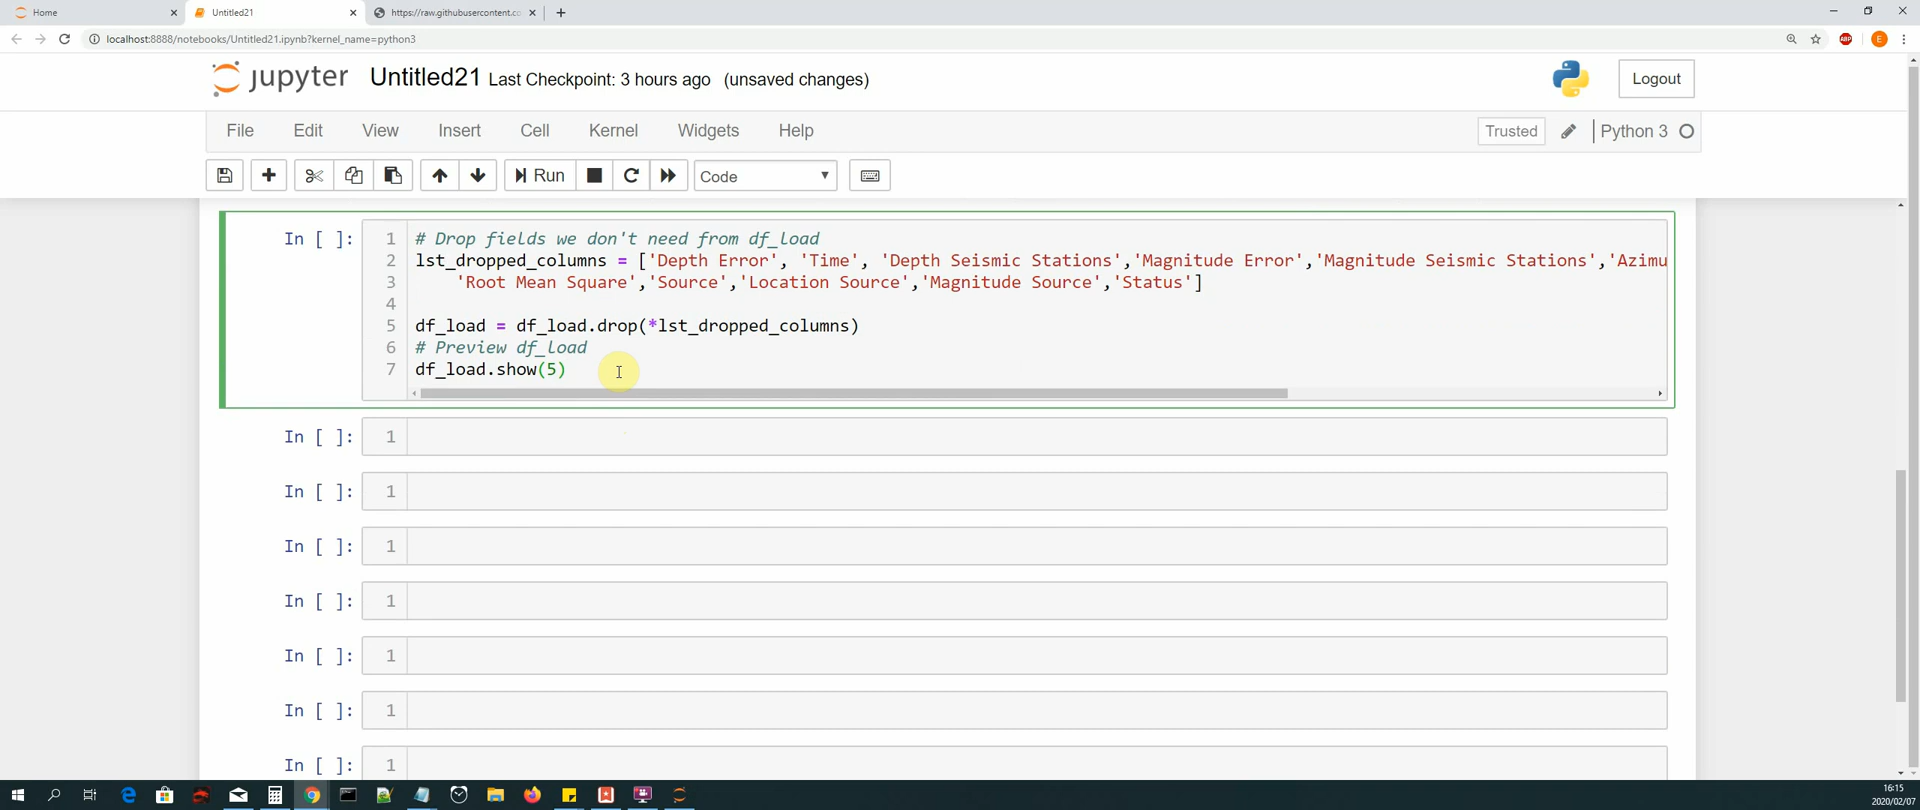 Home
Untitled21
https://raw.githubusercontent.co
localhost:8888/notebooks/Untitled21.ipynb?kernel_name=python3
ABP
E
jupyter Untitled21 Last Checkpoint: 3 hours ago (unsaved changes)
Logout
File Edit View Insert Cell Kernel Widgets Help
Trusted
Python 3
Run
Code
In [ ]:
1 # Drop fields we don't need from df_load
2 lst_dropped_columns = ['Depth Error', 'Time', 'Depth Seismic Stations','Magnitude Error','Magnitude Seismic Stations','Azimu
3 'Root Mean Square','Source','Location Source','Magnitude Source','Status']
4
5 df_load = df_load.drop(*lst_dropped_columns)
6 # Preview df_load
7 df_load.show(5)
In [ ]: 1
In [ ]: 1
In [ ]: 1
In [ ]: 1
In [ ]: 1
In [ ]: 1
In [ ]: 1
16:15
2020/02/07